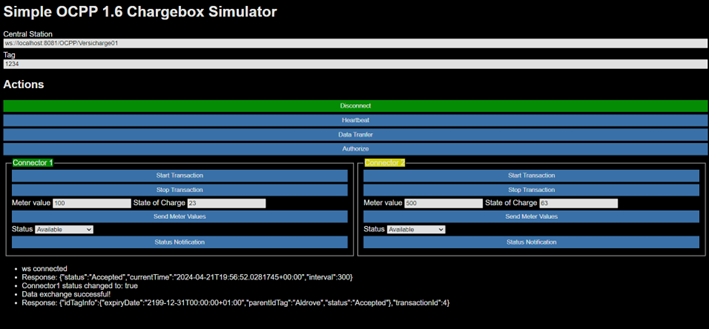 Simple OCPP 1.6 Chargebox Simulator
Central Station
ws://localhost:8081/OCPP/Versicharge01
Tag
1234
Actions
Disconnect
Heartbeat
Data Tranfer
Authorize
Connector 1
Start Transaction
Stop Transaction
Meter value 100 State of Charge 23
Send Meter Values
Status Available
Status Notification
Connector 2
Start Transaction
Stop Transaction
Meter value 500 State of Charge 63
Send Meter Values
Status Available
Status Notification
• ws connected
• Response: {"status":"Accepted","currentTime":"2024-04-21T19:56:52.0281745+00:00","interval":300}
• Connector1 status changed to: true
• Data exchange successful!
• Response: {"idTagInfo":{"expiryDate":"2199-12-31T00:00:00+01:00","parentIdTag":"Aldrove","status":"Accepted"},"transactionId":4}